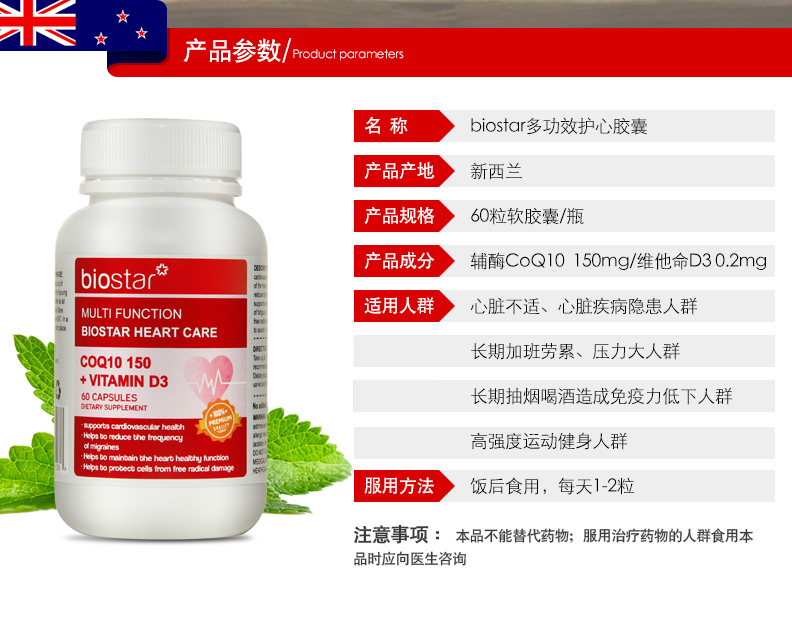 产品参数/Product parameters
名 称
biostar多功效护心胶囊
产品产地
新西兰
产品规格
60粒软胶囊/瓶
产品成分
辅酶CoQ10 150mg/维他命D3 0.2mg
适用人群
心脏不适、心脏疾病隐患人群
长期加班劳累、压力大人群
长期抽烟喝酒造成免疫力低下人群
高强度运动健身人群
服用方法
饭后食用，每天1-2粒
注意事项： 本品不能替代药物；服用治疗药物的人群食用本
品时应向医生咨询
biostar
MULTI FUNCTION
BIOSTAR HEART CARE
COQ10 150
+ VITAMIN D3
60 CAPSULES
DIETARY SUPPLEMENT
· supports cardiovascular health
· Helps to reduce the frequency
of migraines
· Helps to maintain the heart healthy function
· Helps to protect cells from free radical damage
100%
PREMIUM
QUALITY